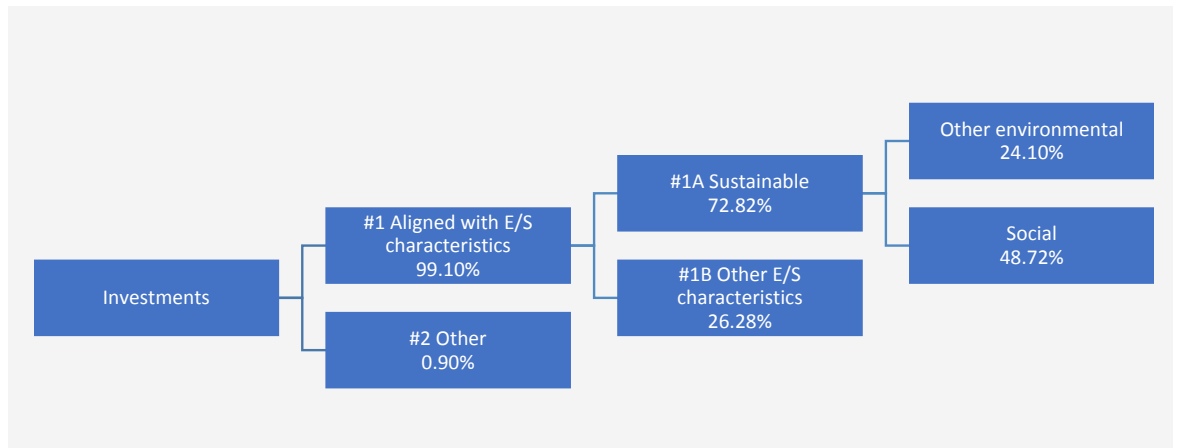 Investments
#1 Aligned with E/S
characteristics
99.10%
#2 Other
0.90%
#1A Sustainable
72.82%
#1B Other E/S
characteristics
26.28%
Other environmental
24.10%
Social
48.72%